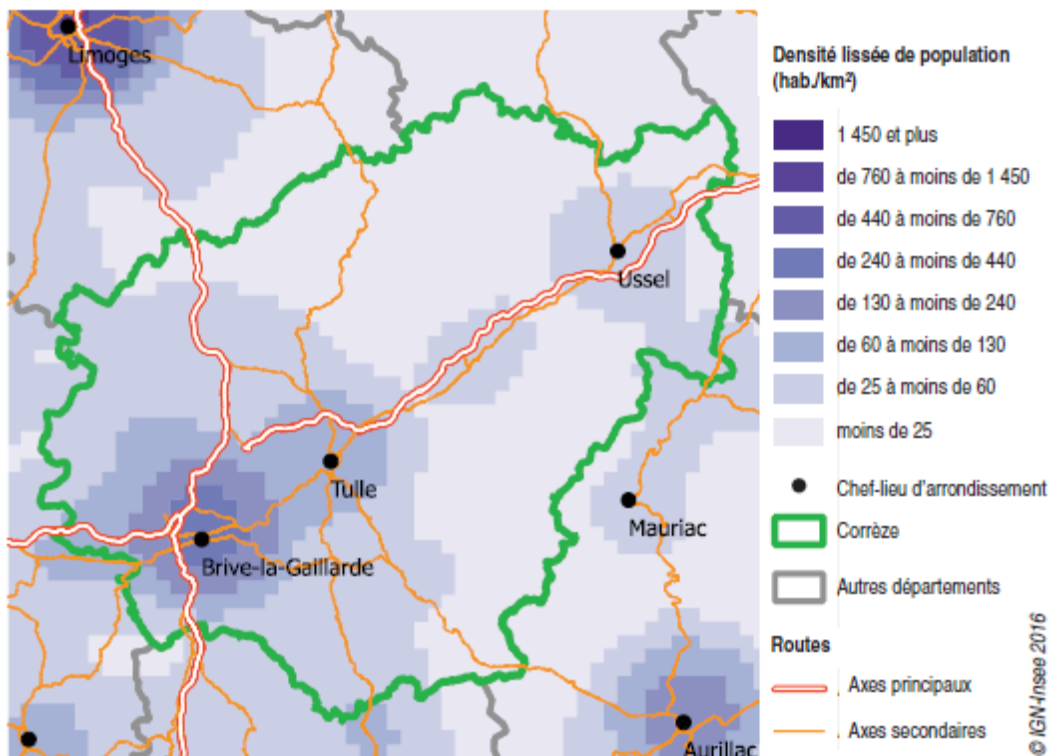 Limoges
Ussel
Tulle
Mauriac
Brive-la-Gaillarde
Aurillac
Densité lissée de population
(hab./km²)
1 450 et plus
de 760 à moins de 1 450
de 440 à moins de 760
de 240 à moins de 440
de 130 à moins de 240
de 60 à moins de 130
de 25 à moins de 60
moins de 25
Chef-lieu d'arrondissement
Corrèze
Autres départements
Routes
Axes principaux
Axes secondaires
© IGN-Insee 2016